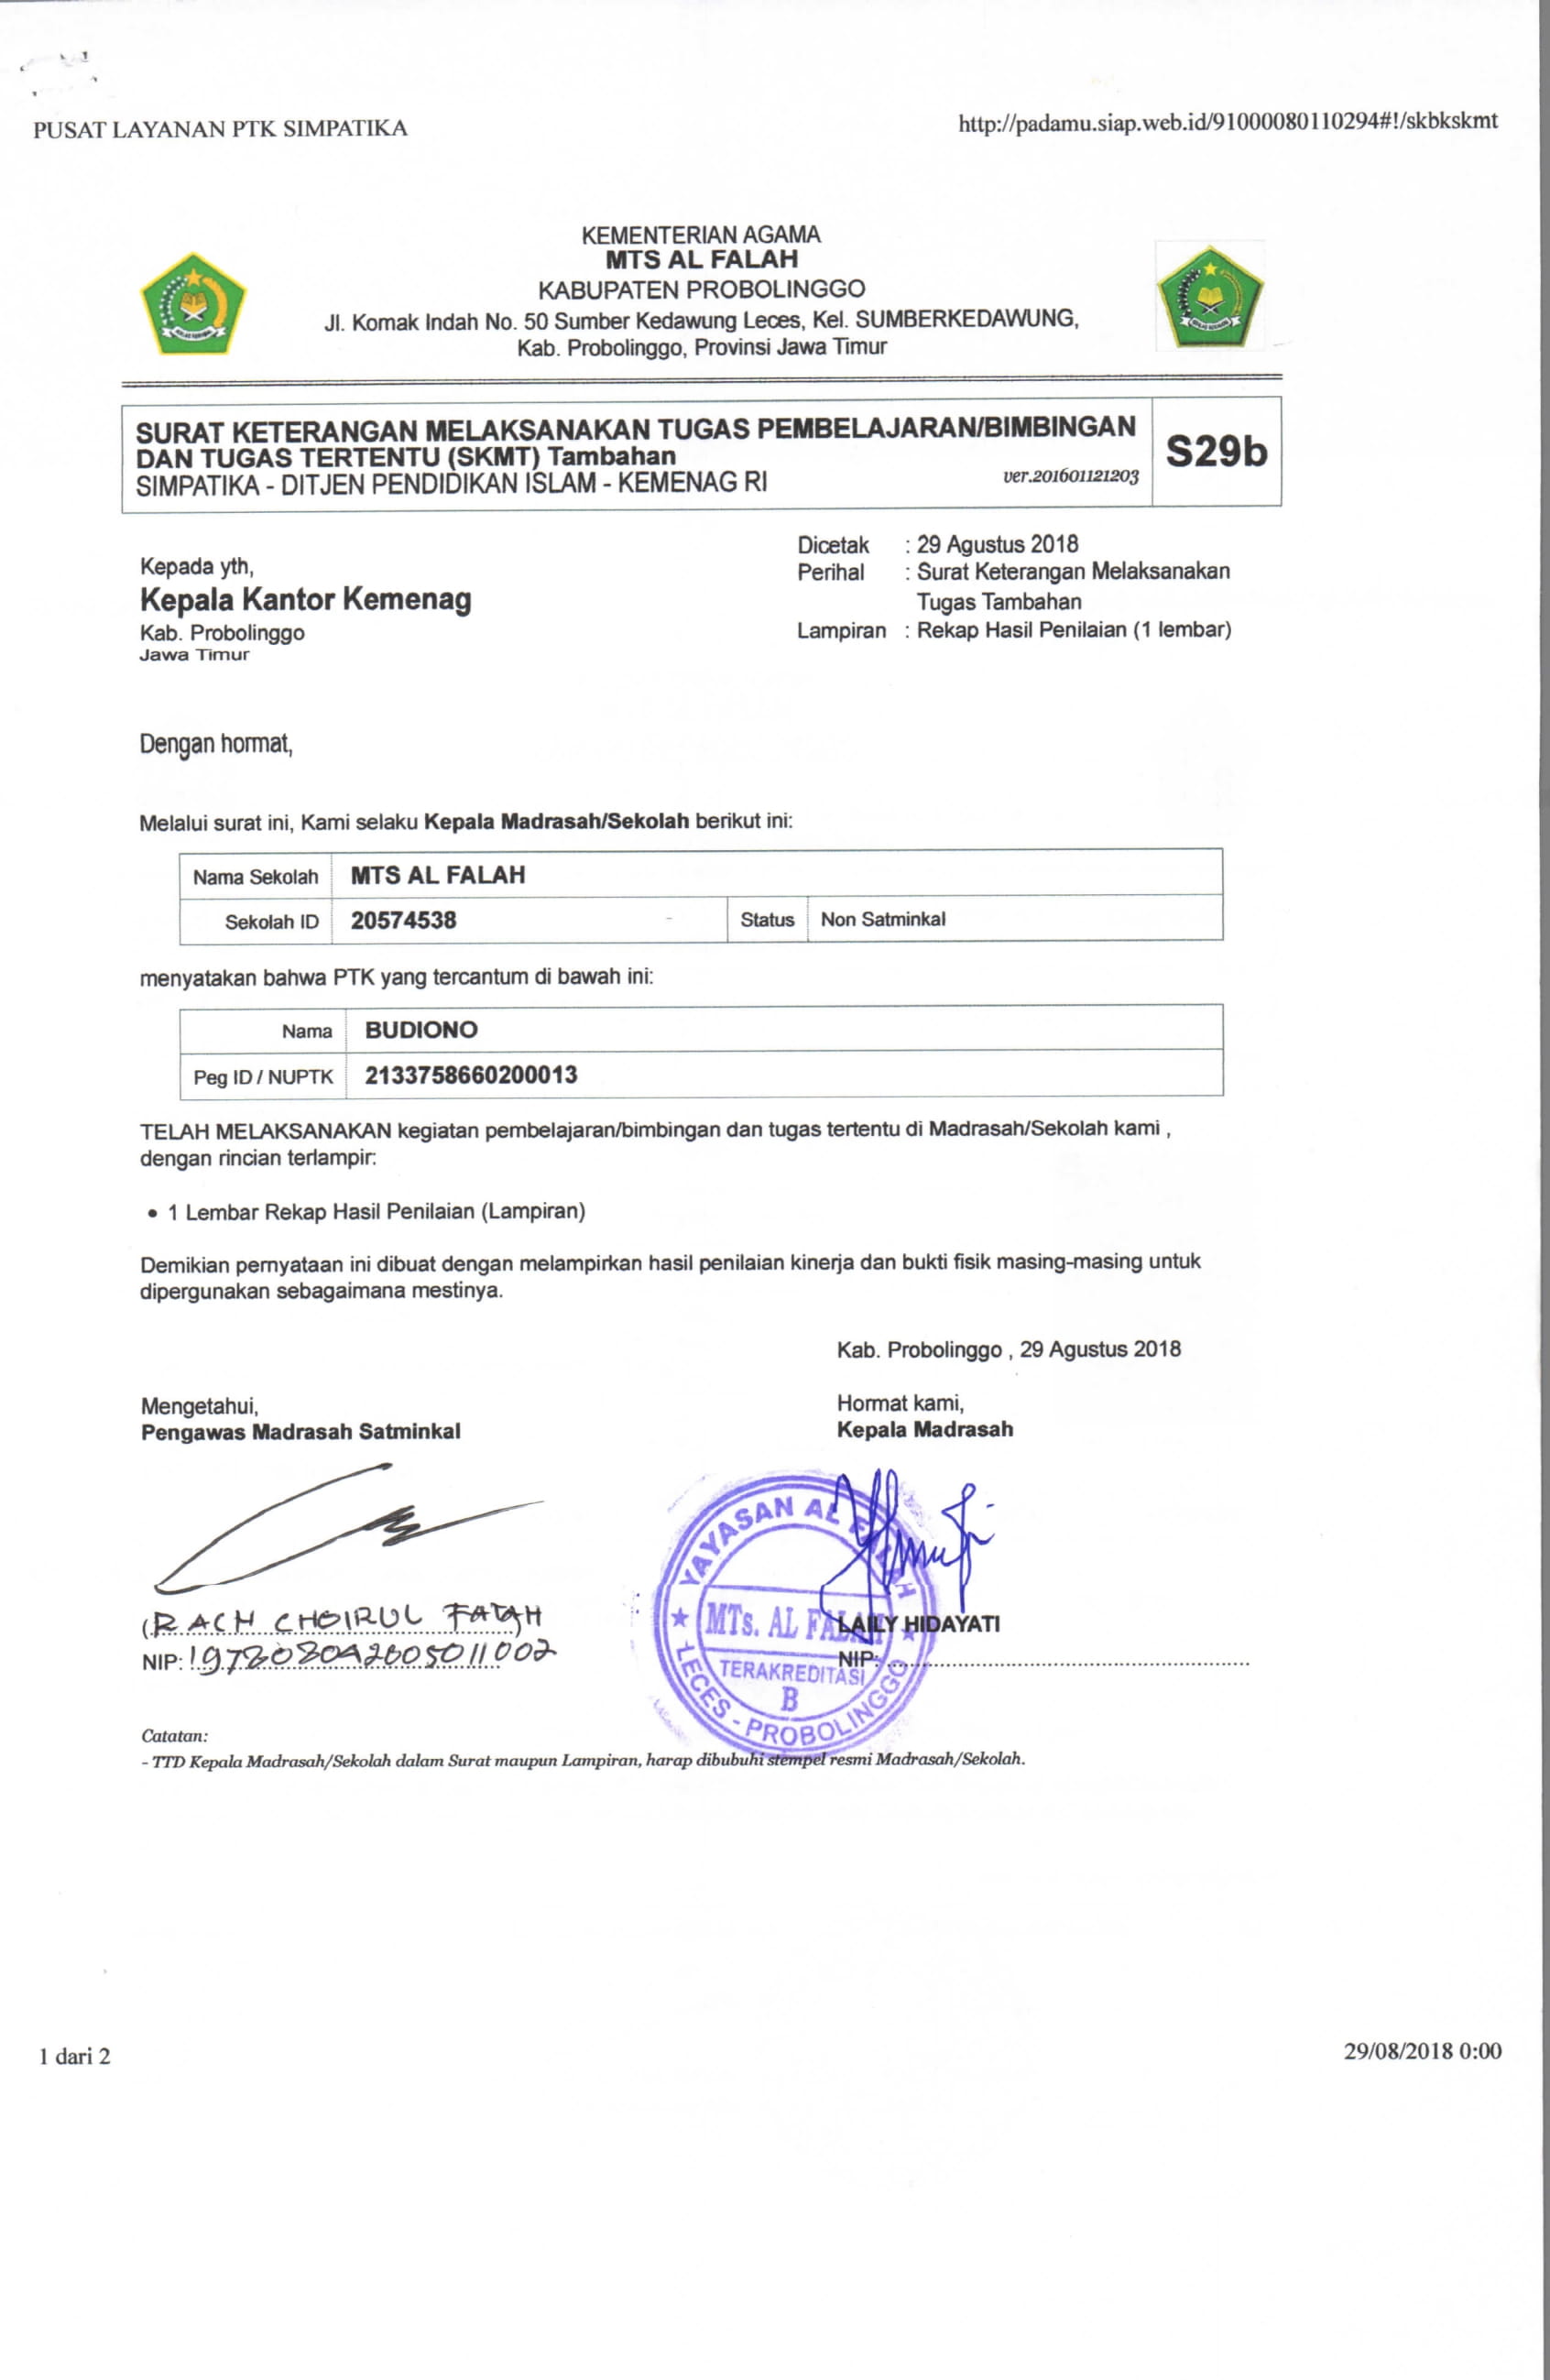 PUSAT LAYANAN PTK SIMPATIKA
http://padamu.siap.web.id/91000080110294#!/skbkskmt
KEMENTERIAN AGAMA
MTS AL FALAH
KABUPATEN PROBOLINGGO
Jl. Komak Indah No. 50 Sumber Kedawung Leces, Kel. SUMBERKEDAWUNG,
Kab. Probolinggo, Provinsi Jawa Timur
SURAT KETERANGAN MELAKSANAKAN TUGAS PEMBELAJARAN/BIMBINGAN
DAN TUGAS TERTENTU (SKMT) Tambahan
SIMPATIKA - DITJEN PENDIDIKAN ISLAM - KEMENAG RI
ver.201601121203
S29b
Kepada yth,
Kepala Kantor Kemenag
Kab. Probolinggo
Jawa Timur
Dicetak : 29 Agustus 2018
Perihal : Surat Keterangan Melaksanakan
Tugas Tambahan
Lampiran : Rekap Hasil Penilaian (1 lembar)
Dengan hormat,
Melalui surat ini, Kami selaku Kepala Madrasah/Sekolah berikut ini:
Nama Sekolah MTS AL FALAH
Sekolah ID 20574538 - Status Non Satminkal
menyatakan bahwa PTK yang tercantum di bawah ini:
Nama BUDIONO
Peg ID / NUPTK 2133758660200013
TELAH MELAKSANAKAN kegiatan pembelajaran/bimbingan dan tugas tertentu di Madrasah/Sekolah kami ,
dengan rincian terlampir:
• 1 Lembar Rekap Hasil Penilaian (Lampiran)
Demikian pernyataan ini dibuat dengan melampirkan hasil penilaian kinerja dan bukti fisik masing-masing untuk
dipergunakan sebagaimana mestinya.
Kab. Probolinggo , 29 Agustus 2018
Mengetahui,
Pengawas Madrasah Satminkal
Hormat kami,
Kepala Madrasah
YAYASAN AL FALAH
MTs. AL FALAH
TERAKREDITASI
B
LECES - PROBOLINGGO
(RACH CHOIRUL FATAH)
NIP: 197808042005011002
LAILY HIDAYATI
NIP:
Catatan:
- TTD Kepala Madrasah/Sekolah dalam Surat maupun Lampiran, harap dibubuhi stempel resmi Madrasah/Sekolah.
1 dari 2
29/08/2018 0:00